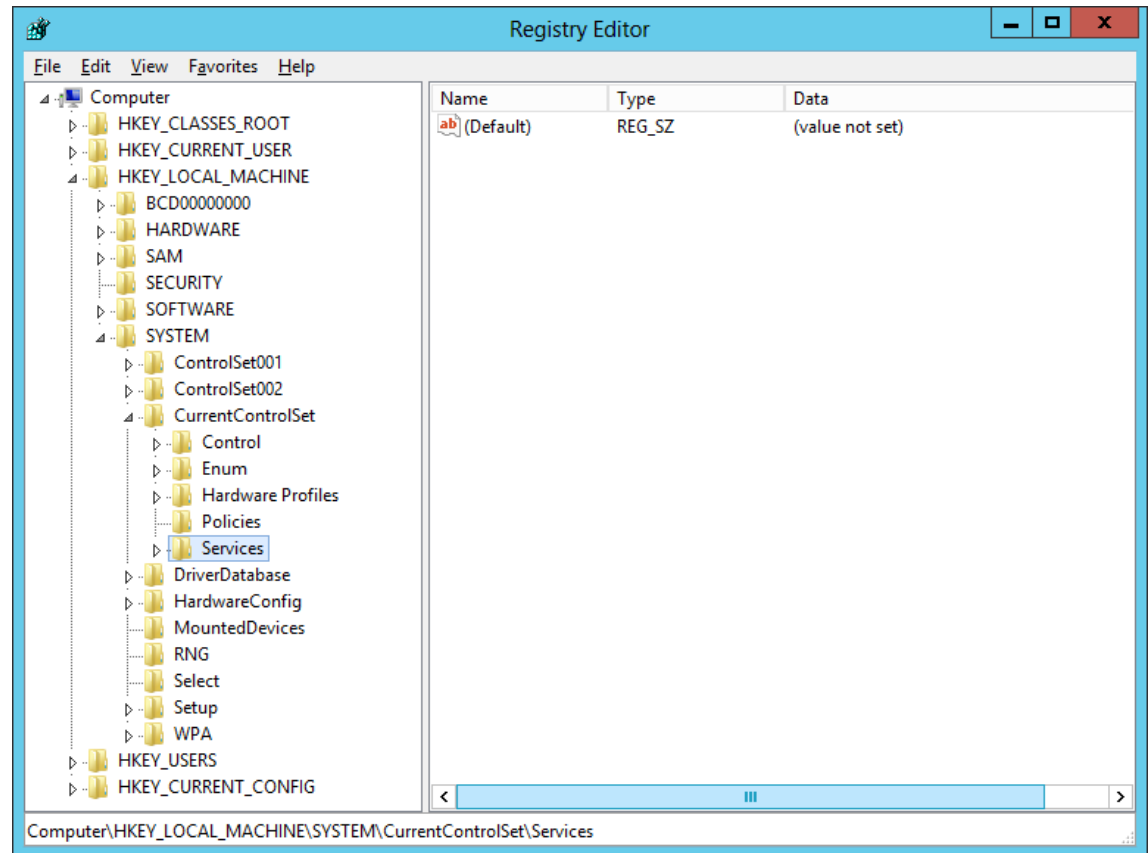 Registry Editor
File Edit View Favorites Help
Computer
HKEY_CLASSES_ROOT
HKEY_CURRENT_USER
HKEY_LOCAL_MACHINE
BCD00000000
HARDWARE
SAM
SECURITY
SOFTWARE
SYSTEM
ControlSet001
ControlSet002
CurrentControlSet
Control
Enum
Hardware Profiles
Policies
Services
DriverDatabase
HardwareConfig
MountedDevices
RNG
Select
Setup
WPA
HKEY_USERS
HKEY_CURRENT_CONFIG
Name Type Data
ab (Default) REG_SZ (value not set)
Computer\HKEY_LOCAL_MACHINE\SYSTEM\CurrentControlSet\Services